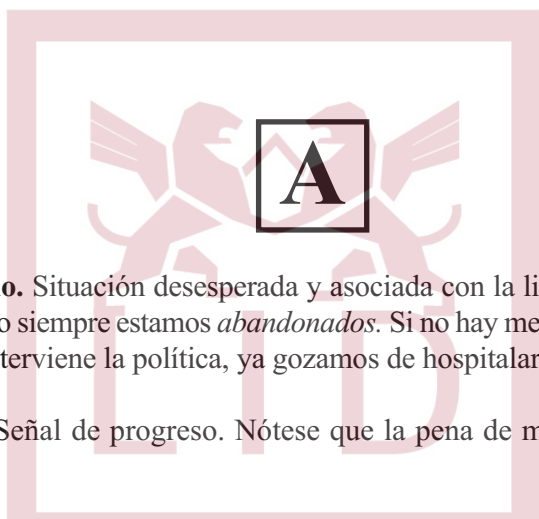 A
o. Situación desesperada y asociada con la li
o siempre estamos abandonados. Si no hay me
terviene la política, ya gozamos de hospitalar
Señal de progreso. Nótese que la pena de m
LID